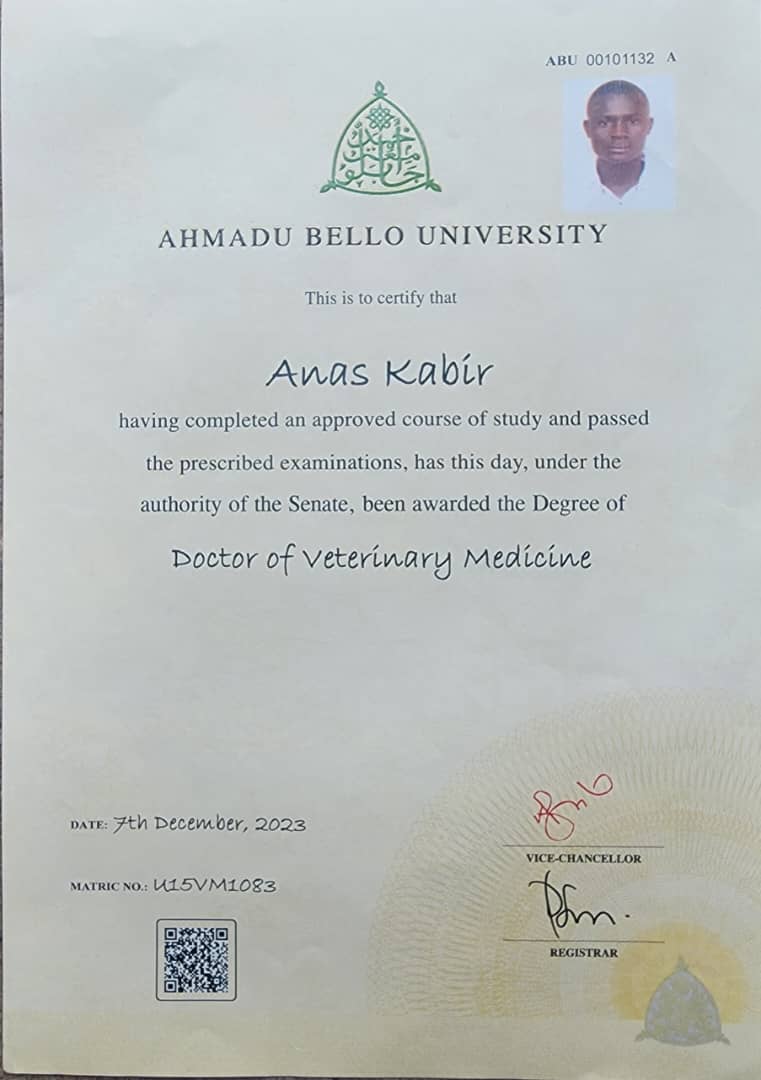 ABU 00101132 A
AHMADU BELLO UNIVERSITY
This is to certify that
Anas Kabir
having completed an approved course of study and passed
the prescribed examinations, has this day, under the
authority of the Senate, been awarded the Degree of
Doctor of Veterinary Medicine
DATE: 7th December, 2023
VICE-CHANCELLOR
MATRIC NO.: U15VM1083
REGISTRAR